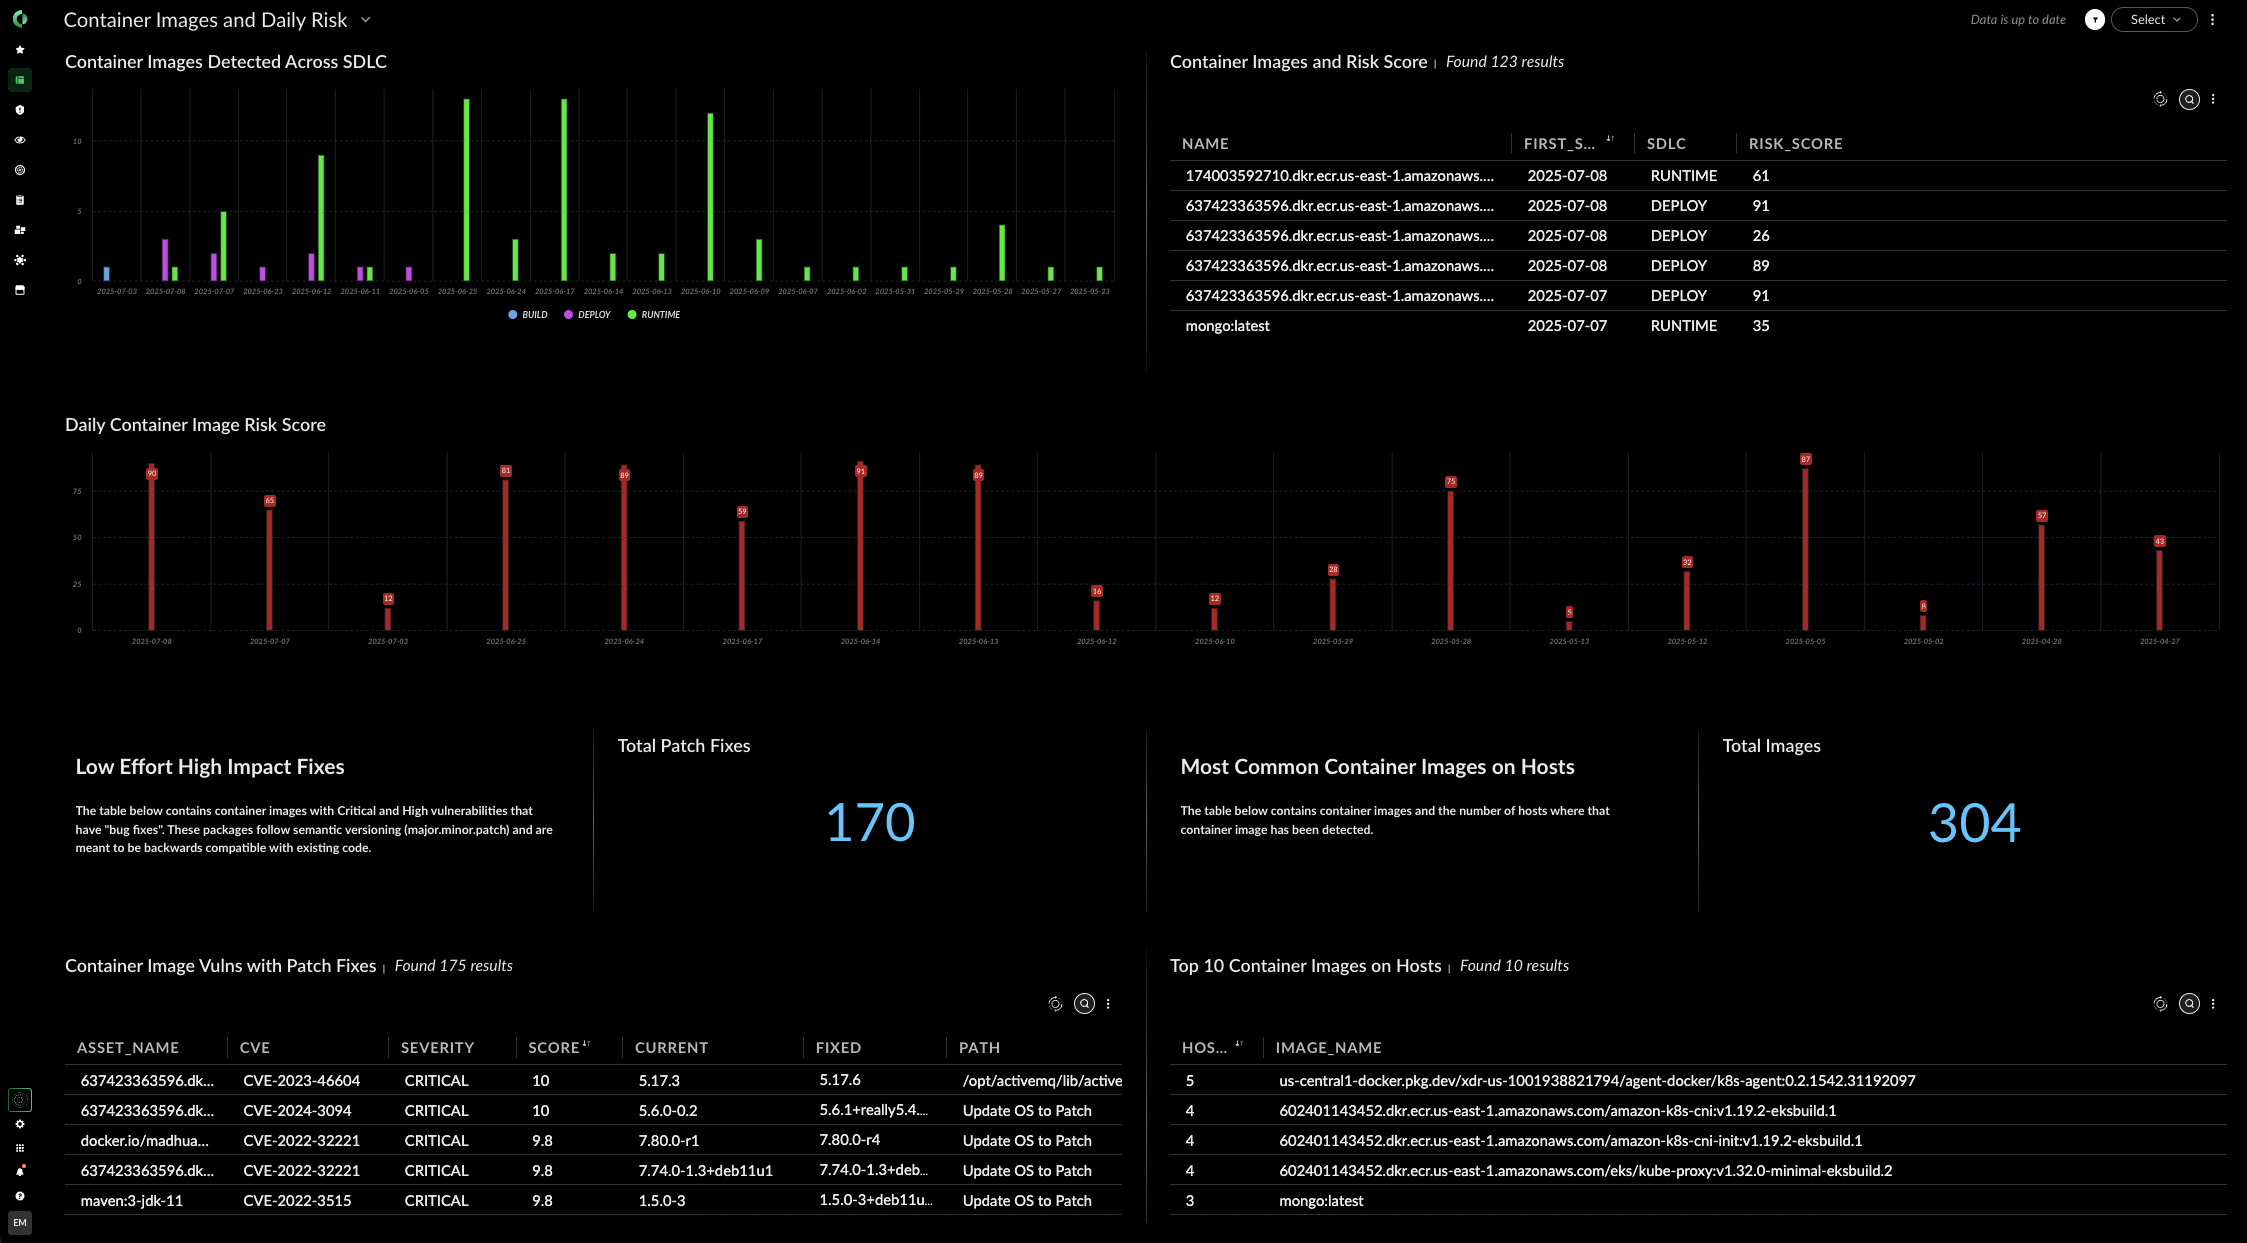 Container Images and Daily Risk
Data is up to date
Select
Container Images Detected Across SDLC
10
5
0
2025-07-03 2025-07-08 2025-07-07 2025-06-23 2025-06-12 2025-06-11 2025-06-05 2025-06-25 2025-06-24 2025-06-17 2025-06-14 2025-06-13 2025-06-10 2025-06-09 2025-06-07 2025-06-02 2025-05-31 2025-05-29 2025-05-28 2025-05-27 2025-05-23
BUILD DEPLOY RUNTIME
Container Images and Risk Score | Found 123 results
NAME FIRST_S... SDLC RISK_SCORE
174003592710.dkr.ecr.us-east-1.amazonaws.... 2025-07-08 RUNTIME 61
637423363596.dkr.ecr.us-east-1.amazonaws.... 2025-07-08 DEPLOY 91
637423363596.dkr.ecr.us-east-1.amazonaws.... 2025-07-08 DEPLOY 26
637423363596.dkr.ecr.us-east-1.amazonaws.... 2025-07-08 DEPLOY 89
637423363596.dkr.ecr.us-east-1.amazonaws.... 2025-07-07 DEPLOY 91
mongo:latest 2025-07-07 RUNTIME 35
Daily Container Image Risk Score
75
50
25
0
90 65 12 81 89 59 91 89 16 12 28 75 5 32 87 8 57 43
2025-07-08 2025-07-07 2025-07-03 2025-06-25 2025-06-24 2025-06-17 2025-06-14 2025-06-13 2025-06-12 2025-06-10 2025-05-29 2025-05-28 2025-05-13 2025-05-12 2025-05-05 2025-05-02 2025-04-28 2025-04-27
Low Effort High Impact Fixes
The table below contains container images with Critical and High vulnerabilities that
have "bug fixes". These packages follow semantic versioning (major.minor.patch) and are
meant to be backwards compatible with existing code.
Total Patch Fixes
170
Most Common Container Images on Hosts
The table below contains container images and the number of hosts where that
container image has been detected.
Total Images
304
Container Image Vulns with Patch Fixes | Found 175 results
ASSET_NAME CVE SEVERITY SCORE CURRENT FIXED PATH
637423363596.dk... CVE-2023-46604 CRITICAL 10 5.17.3 5.17.6 /opt/activemq/lib/active
637423363596.dk... CVE-2024-3094 CRITICAL 10 5.6.0-0.2 5.6.1+really5.4.... Update OS to Patch
docker.io/madhua... CVE-2022-32221 CRITICAL 9.8 7.80.0-r1 7.80.0-r4 Update OS to Patch
637423363596.dk... CVE-2022-32221 CRITICAL 9.8 7.74.0-1.3+deb11u1 7.74.0-1.3+deb... Update OS to Patch
maven:3-jdk-11 CVE-2022-3515 CRITICAL 9.8 1.5.0-3 1.5.0-3+deb11u... Update OS to Patch
Top 10 Container Images on Hosts | Found 10 results
HOS... IMAGE_NAME
5 us-central1-docker.pkg.dev/xdr-us-1001938821794/agent-docker/k8s-agent:0.2.1542.31192097
4 602401143452.dkr.ecr.us-east-1.amazonaws.com/amazon-k8s-cni:v1.19.2-eksbuild.1
4 602401143452.dkr.ecr.us-east-1.amazonaws.com/amazon-k8s-cni-init:v1.19.2-eksbuild.1
4 602401143452.dkr.ecr.us-east-1.amazonaws.com/eks/kube-proxy:v1.32.0-minimal-eksbuild.2
3 mongo:latest
EM